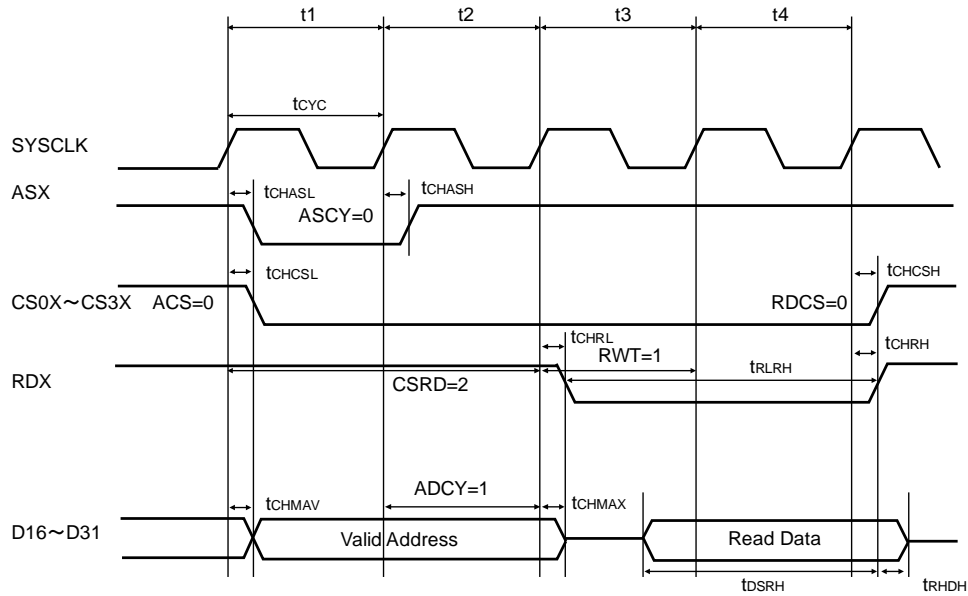 t1 t2 t3 t4
tCYC
SYSCLK
ASX
tCHASL
tCHASH
ASCY=0
tCHCSL
tCHCSH
CS0X～CS3X ACS=0
RDCS=0
tCHRL
tCHRH
RWT=1
RDX
tRLRH
CSRD=2
ADCY=1
tCHMAV
tCHMAX
D16～D31
Valid Address
Read Data
tDSRH
tRHDH